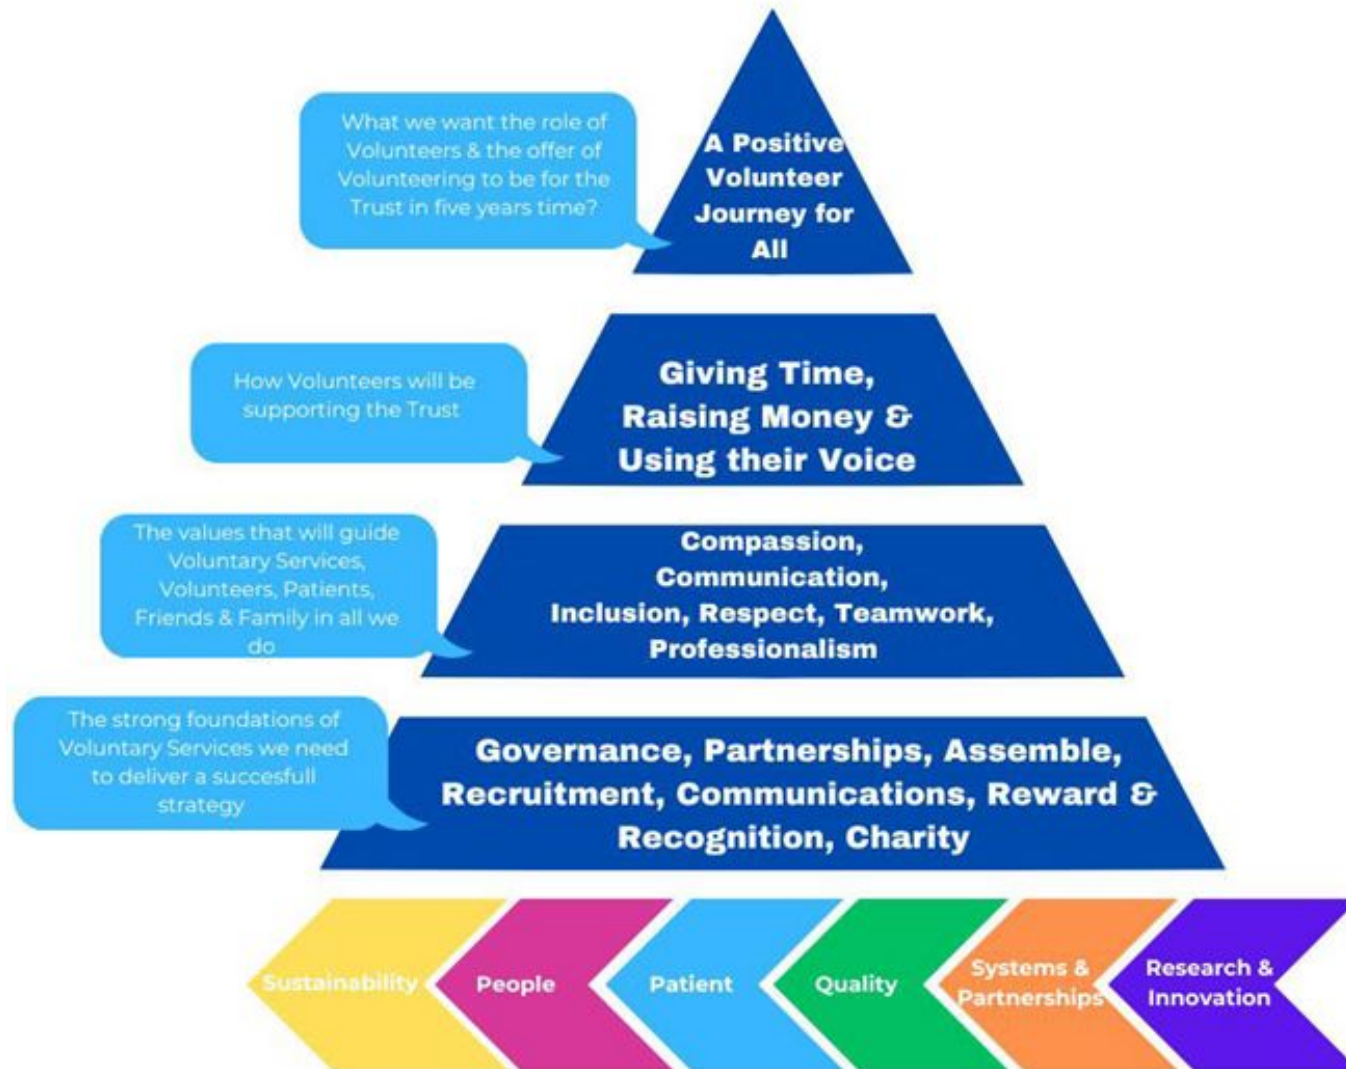 What we want the role of
Volunteers & the offer of
Volunteering to be for the
Trust in five years time?
A Positive
Volunteer
Journey for
All
How Volunteers will be
supporting the Trust
Giving Time,
Raising Money &
Using their Voice
The values that will guide
Voluntary Services,
Volunteers, Patients,
Friends & Family in all we
do
Compassion,
Communication,
Inclusion, Respect, Teamwork,
Professionalism
The strong foundations of
Voluntary Services we need
to deliver a succesfull
strategy
Governance, Partnerships, Assemble,
Recruitment, Communications, Reward &
Recognition, Charity
Sustainability
People
Patient
Quality
Systems &
Partnerships
Research &
Innovation